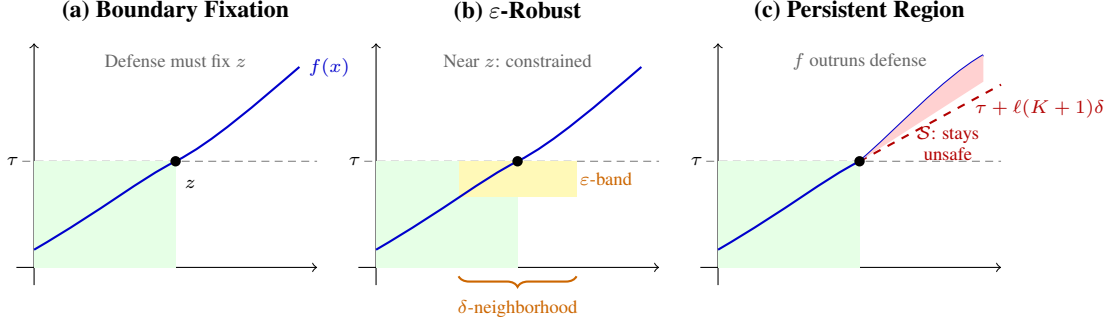 (a) Boundary Fixation
Defense must fix z
f(x)
τ
z
(b) ε-Robust
Near z: constrained
τ
ε-band
δ-neighborhood
(c) Persistent Region
f outruns defense
τ + ℓ(K + 1)δ
τ
𝒮: stays
unsafe